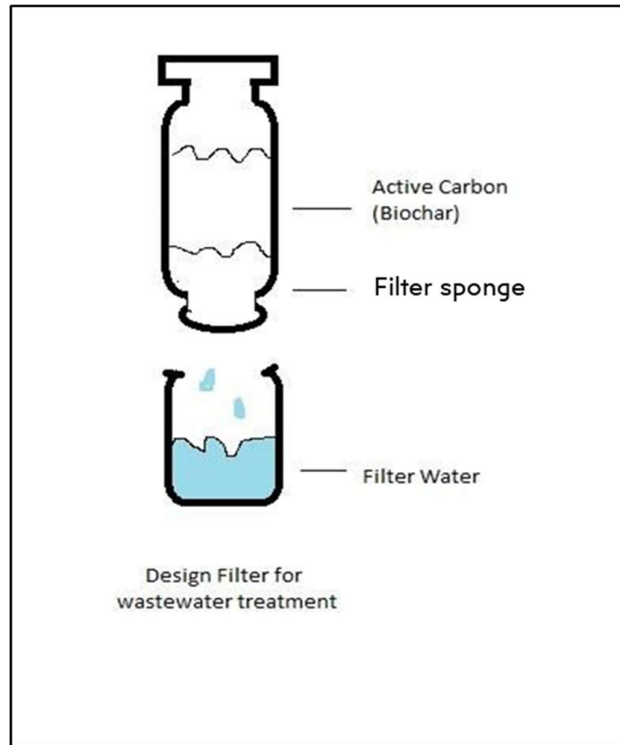 Active Carbon
(Biochar)
Filter sponge
Filter Water
Design Filter for
wastewater treatment